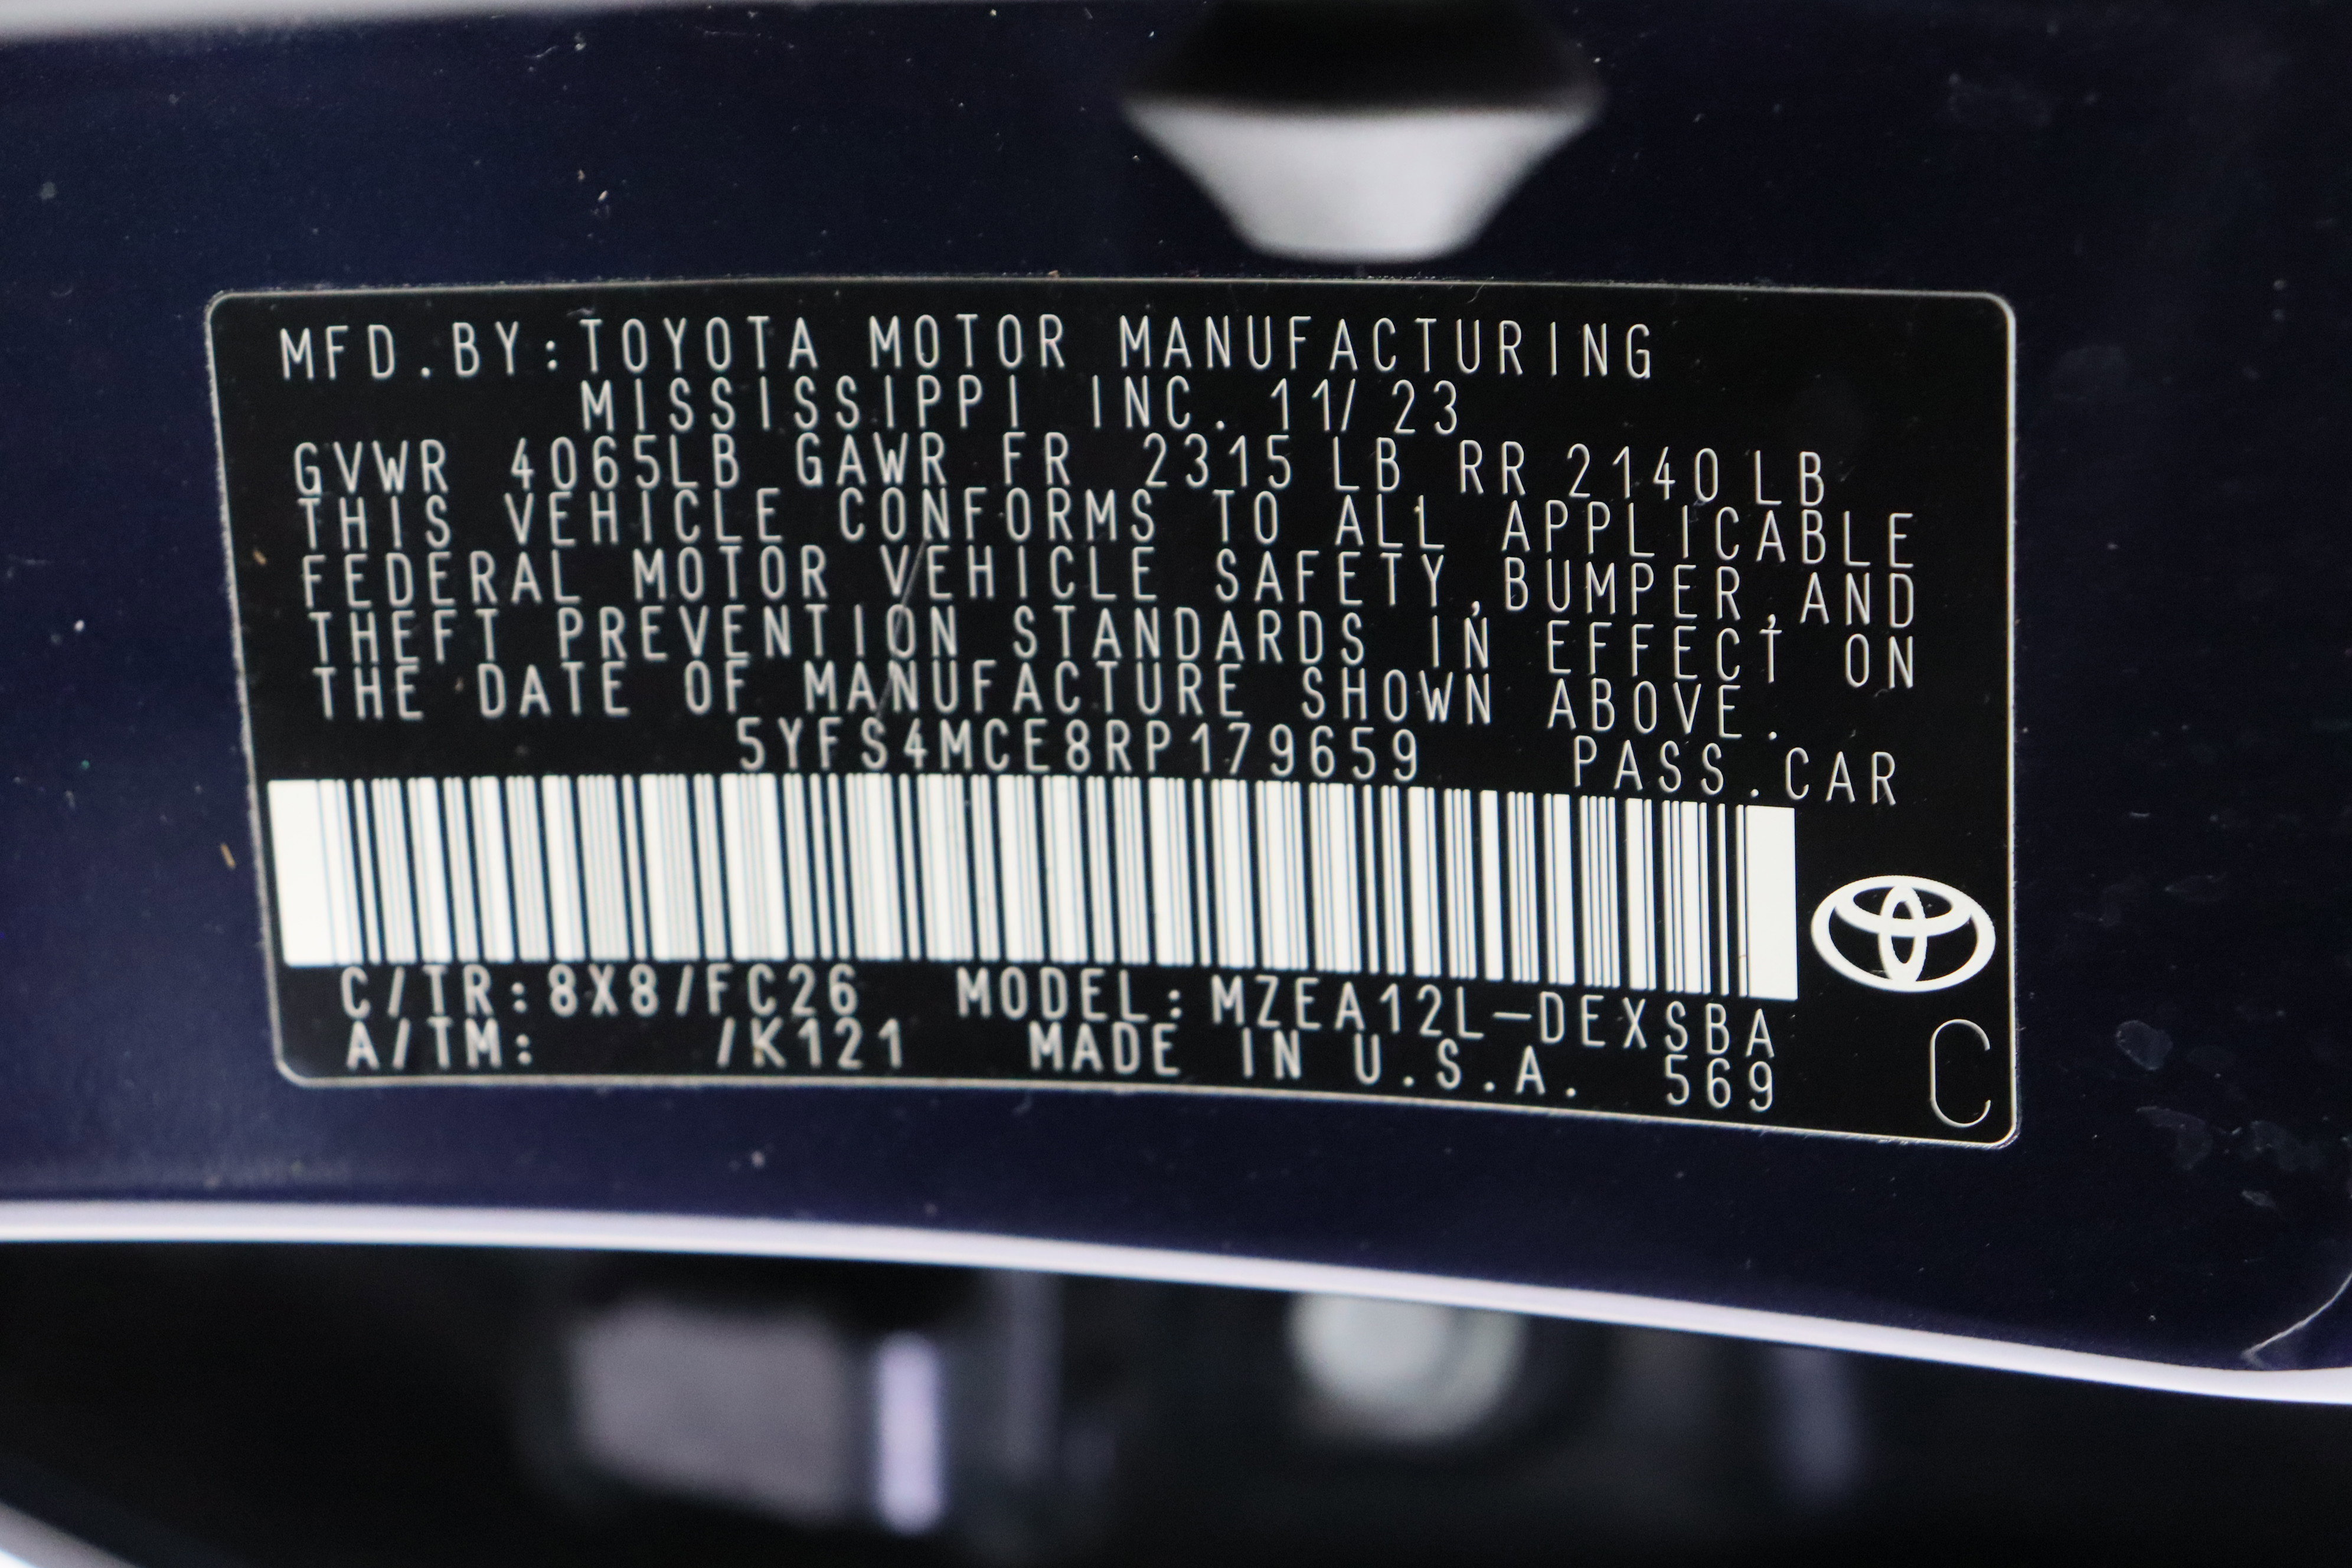 MFD.BY:TOYOTA MOTOR MANUFACTURING
MISSISSIPPI INC. 11/23
GVWR 4065LB GAWR FR 2315 LB RR 2140LB
THIS VEHICLE CONFORMS TO ALL APPLICABLE
FEDERAL MOTOR VEHICLE SAFETY,BUMPER,AND
THEFT PREVENTION STANDARDS IN EFFECT ON
THE DATE OF MANUFACTURE SHOWN ABOVE.
5YFS4MCE8RP179659 PASS.CAR
C/TR:8X8/FC26 MODEL:MZEA12L-DEXSBA
A/TM: /K121 MADE IN U.S.A. 569
C